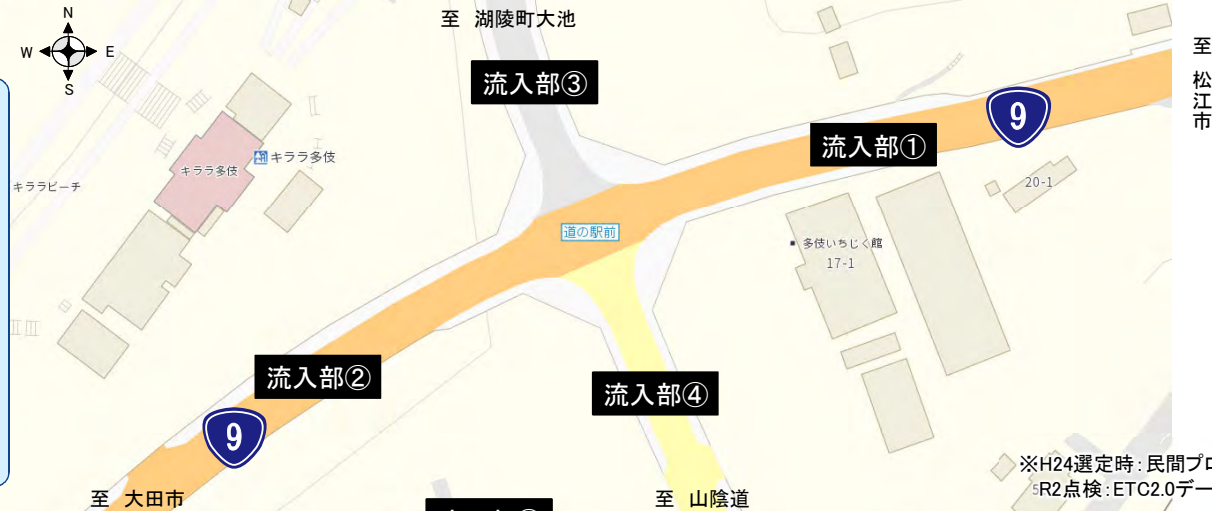 N
W
E
S
至 湖陵町大池
流入部③
至 松江市
9
流入部①
キララ多伎
キララ多伎
キララビーチ
20-1
道の駅前
多伎いちじく館
17-1
流入部②
流入部④
9
※H24選定時：民間プロ
R2点検：ETC2.0デー
至 大田市
至 山陰道